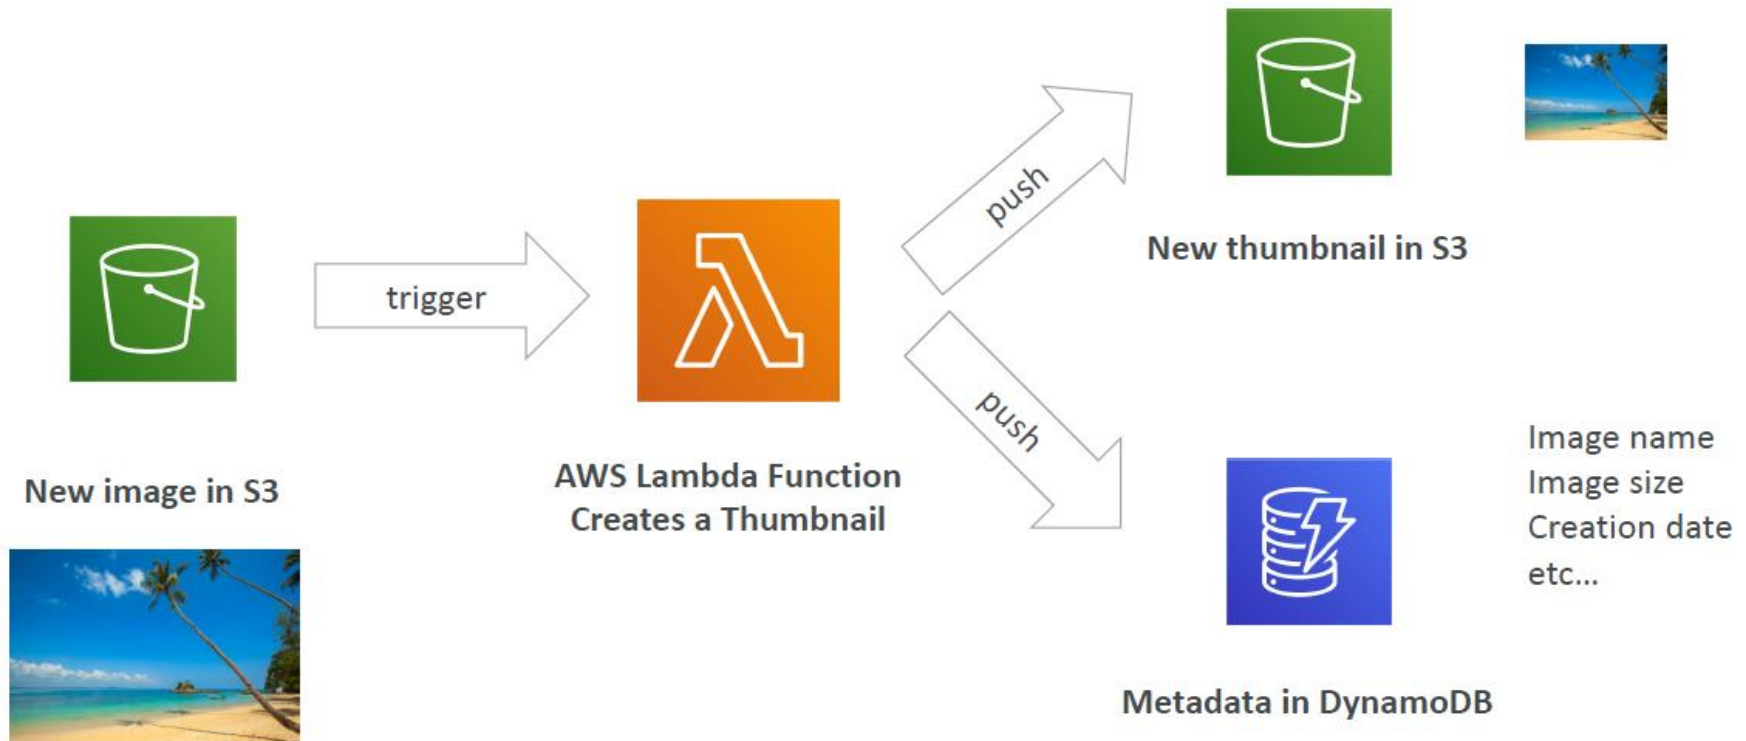 New image in S3
trigger
AWS Lambda Function
Creates a Thumbnail
push
New thumbnail in S3
push
Image name
Image size
Creation date
etc...
Metadata in DynamoDB